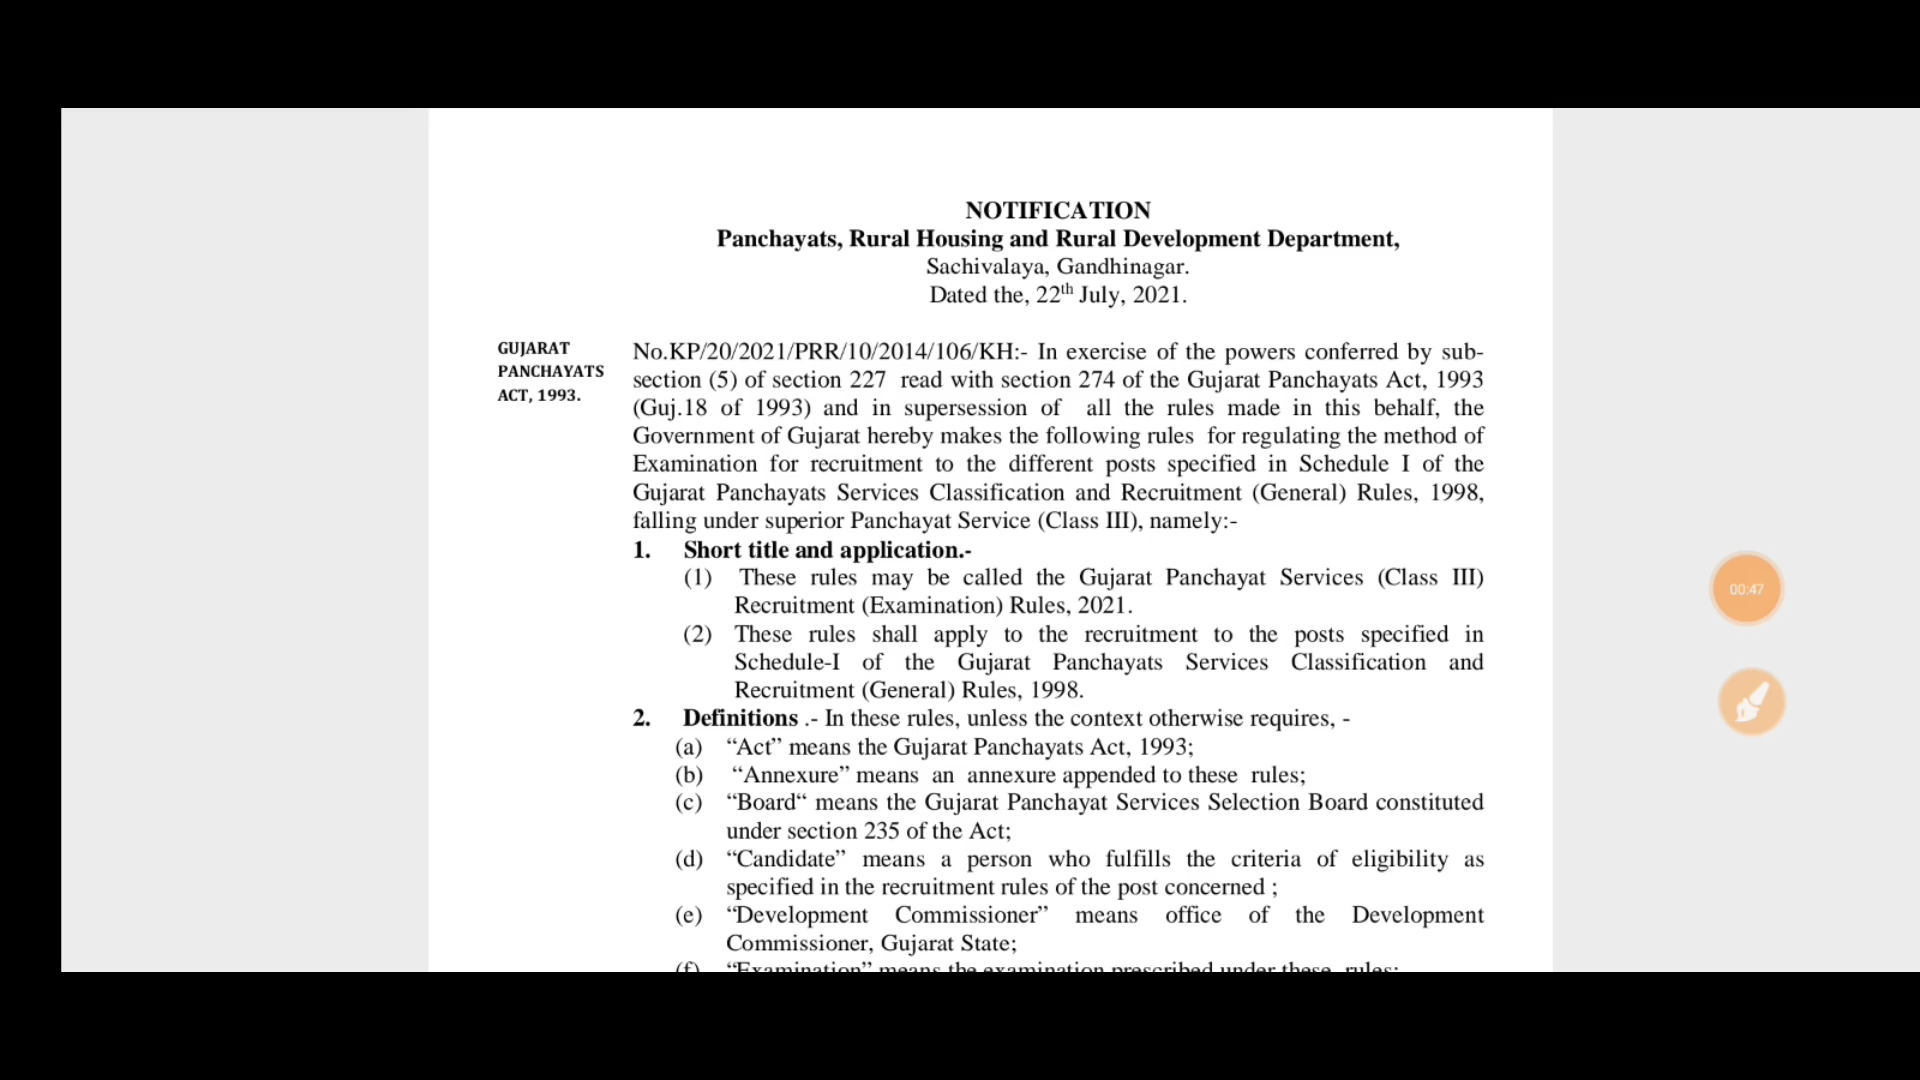 NOTIFICATION
Panchayats, Rural Housing and Rural Development Department,
Sachivalaya, Gandhinagar.
Dated the, 22th July, 2021.
GUJARAT
PANCHAYATS
ACT, 1993.
No.KP/20/2021/PRR/10/2014/106/KH:- In exercise of the powers conferred by sub-
section (5) of section 227 read with section 274 of the Gujarat Panchayats Act, 1993
(Guj.18 of 1993) and in supersession of all the rules made in this behalf, the
Government of Gujarat hereby makes the following rules for regulating the method of
Examination for recruitment to the different posts specified in Schedule I of the
Gujarat Panchayats Services Classification and Recruitment (General) Rules, 1998,
falling under superior Panchayat Service (Class III), namely:-
1. Short title and application.-
(1) These rules may be called the Gujarat Panchayat Services (Class III)
Recruitment (Examination) Rules, 2021.
(2) These rules shall apply to the recruitment to the posts specified in
Schedule-I of the Gujarat Panchayats Services Classification and
Recruitment (General) Rules, 1998.
2. Definitions .- In these rules, unless the context otherwise requires, -
(a) “Act” means the Gujarat Panchayats Act, 1993;
(b) “Annexure” means an annexure appended to these rules;
(c) “Board“ means the Gujarat Panchayat Services Selection Board constituted
under section 235 of the Act;
(d) “Candidate” means a person who fulfills the criteria of eligibility as
specified in the recruitment rules of the post concerned ;
(e) “Development Commissioner” means office of the Development
Commissioner, Gujarat State;
(f) “Examination” means the examination prescribed under these rules;
00:47